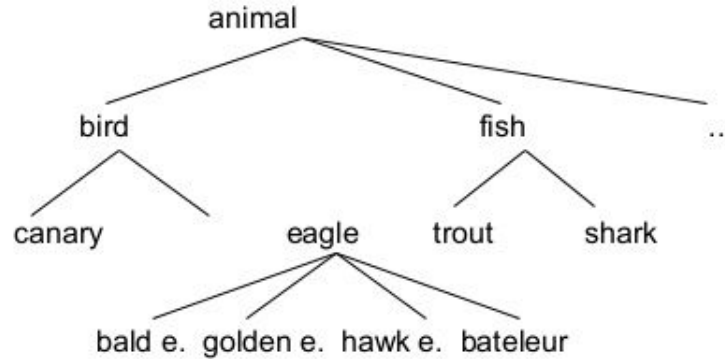 animal
bird fish ..
canary eagle trout shark
bald e. golden e. hawk e. bateleur